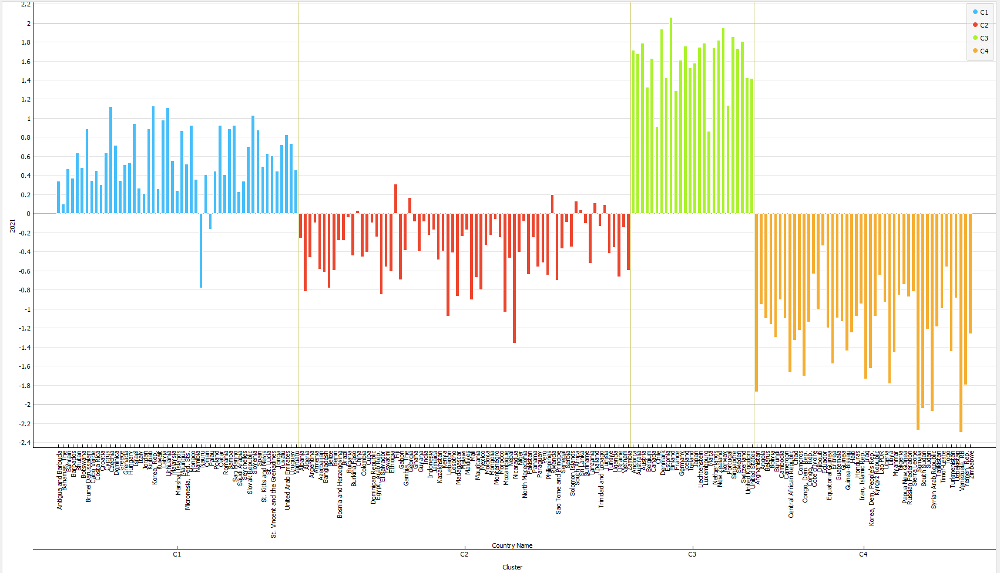 2.2
2
1.8
1.6
1.4
1.2
1
0.8
0.6
0.4
0.2
0
-0.2
-0.4
-0.6
-0.8
-1
-1.2
-1.4
-1.6
-1.8
-2
-2.2
-2.4
2021
C1
C2
C3
C4
Antigua and Barbuda
Bahamas, The
Bahrain
Barbados
Bhutan
Botswana
Brunei Darussalam
Cabo Verde
Costa Rica
Croatia
Cyprus
Czechia
Dominica
Greece
Grenada
Hungary
Israel
Italy
Jordan
Kiribati
Korea, Rep.
Kuwait
Latvia
Lithuania
Malaysia
Marshall Islands
Mauritius
Micronesia, Fed. Sts.
Monaco
Namibia
Nauru
Oman
Palau
Poland
Qatar
Romania
Samoa
San Marino
Saudi Arabia
Seychelles
Slovak Republic
Slovenia
Spain
St. Kitts and Nevis
St. Lucia
St. Vincent and the Grenadines
Tonga
Tuvalu
United Arab Emirates
Uruguay
Vanuatu
Albania
Algeria
Argentina
Armenia
Azerbaijan
Bangladesh
Belize
Benin
Bosnia and Herzegovina
Brazil
Bulgaria
Burkina Faso
China
Colombia
Cuba
Dominican Republic
Egypt, Arab Rep.
El Salvador
Eswatini
Ethiopia
Fiji
Gabon
Gambia, The
Georgia
Ghana
Guyana
India
Indonesia
Jamaica
Kazakhstan
Kenya
Lebanon
Lesotho
Madagascar
Malawi
Maldives
Mali
Mauritania
Mexico
Moldova
Mongolia
Montenegro
Morocco
Mozambique
Nepal
Nicaragua
Niger
North Macedonia
Pakistan
Panama
Paraguay
Peru
Philippines
Rwanda
Sao Tome and Principe
Senegal
Serbia
Solomon Islands
South Africa
Sri Lanka
Suriname
Tanzania
Thailand
Trinidad and Tobago
Tunisia
Turkiye
Uganda
Ukraine
Vietnam
Zambia
Andorra
Australia
Austria
Belgium
Canada
Chile
Denmark
Estonia
Finland
France
Germany
Iceland
Ireland
Japan
Liechtenstein
Luxembourg
Malta
Netherlands
New Zealand
Norway
Portugal
Singapore
Sweden
Switzerland
United Kingdom
United States
Afghanistan
Angola
Belarus
Bolivia
Burundi
Cambodia
Cameroon
Central African Republic
Chad
Comoros
Congo, Dem. Rep.
Congo, Rep.
Cote d'Ivoire
Djibouti
Ecuador
Equatorial Guinea
Eritrea
Guatemala
Guinea
Guinea-Bissau
Haiti
Honduras
Iran, Islamic Rep.
Iraq
Korea, Dem. People's Rep.
Kyrgyz Republic
Lao PDR
Liberia
Libya
Myanmar
Nigeria
Papua New Guinea
Russian Federation
Sierra Leone
Somalia
South Sudan
Sudan
Syrian Arab Republic
Tajikistan
Timor-Leste
Togo
Turkmenistan
Uzbekistan
Venezuela, RB
Yemen, Rep.
Zimbabwe
Country Name
C1
C2
C3
C4
Cluster